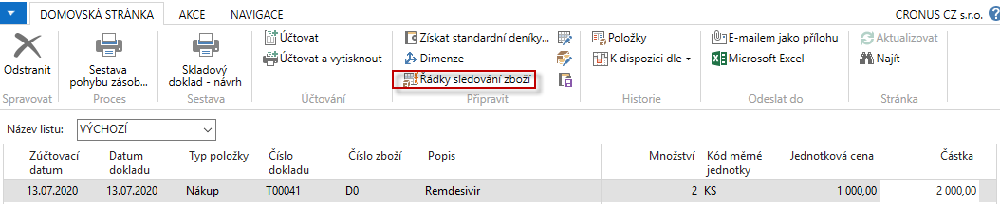 DOMOVSKÁ STRÁNKA AKCE NAVIGACE CRONUS CZ s.r.o. ?
Odstranit
Spravovat
Sestava
pohybu zásob...
Proces
Skladový
doklad - návrh
Sestava
Účtovat
Účtovat a vytisknout
Účtování
Získat standardní deníky...
Dimenze
Řádky sledování zboží
Připravit
Položky
K dispozici dle
Historie
E-mailem jako přílohu
Microsoft Excel
Odeslat do
Aktualizovat
Najít
Stránka
Název listu: VÝCHOZÍ
Zúčtovací datum Datum dokladu Typ položky Číslo dokladu Číslo zboží Popis Množství Kód měrné jednotky Jednotková cena Částka
13.07.2020 13.07.2020 Nákup T00041 D0 Remdesivir 2 KS 1 000,00 2 000,00